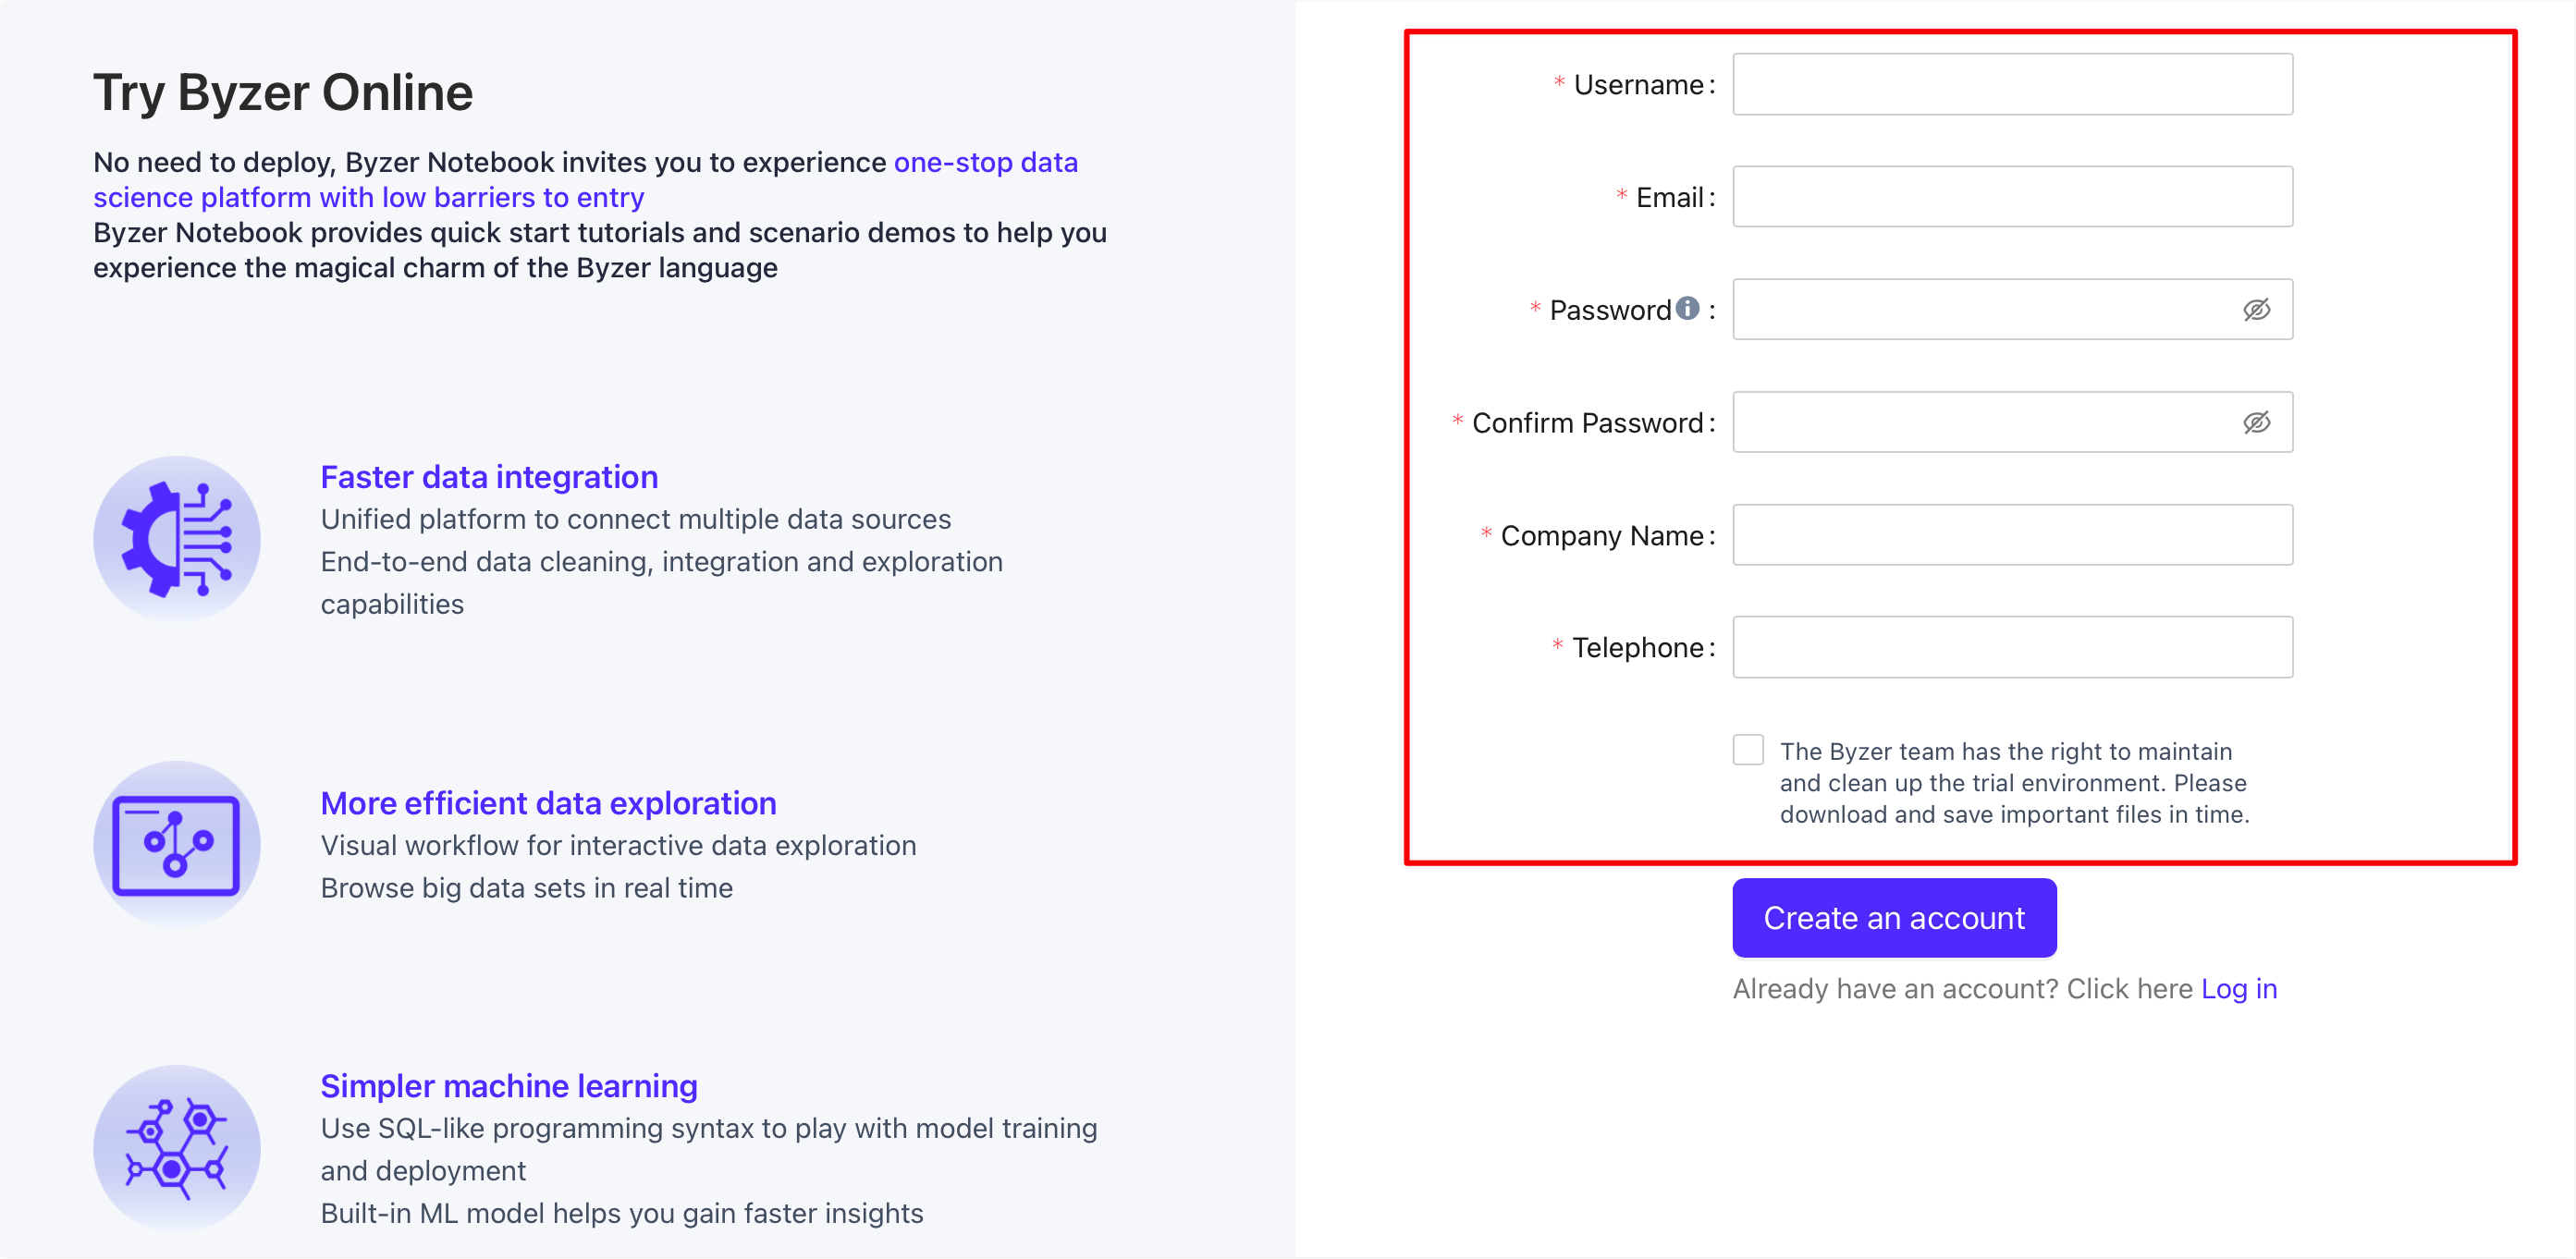 Try Byzer Online
No need to deploy, Byzer Notebook invites you to experience one-stop data
science platform with low barriers to entry
Byzer Notebook provides quick start tutorials and scenario demos to help you
experience the magical charm of the Byzer language
Faster data integration
Unified platform to connect multiple data sources
End-to-end data cleaning, integration and exploration
capabilities
More efficient data exploration
Visual workflow for interactive data exploration
Browse big data sets in real time
Simpler machine learning
Use SQL-like programming syntax to play with model training
and deployment
Built-in ML model helps you gain faster insights
* Username:
* Email:
* Password :
* Confirm Password:
* Company Name:
* Telephone:
The Byzer team has the right to maintain
and clean up the trial environment. Please
download and save important files in time.
Create an account
Already have an account? Click here Log in